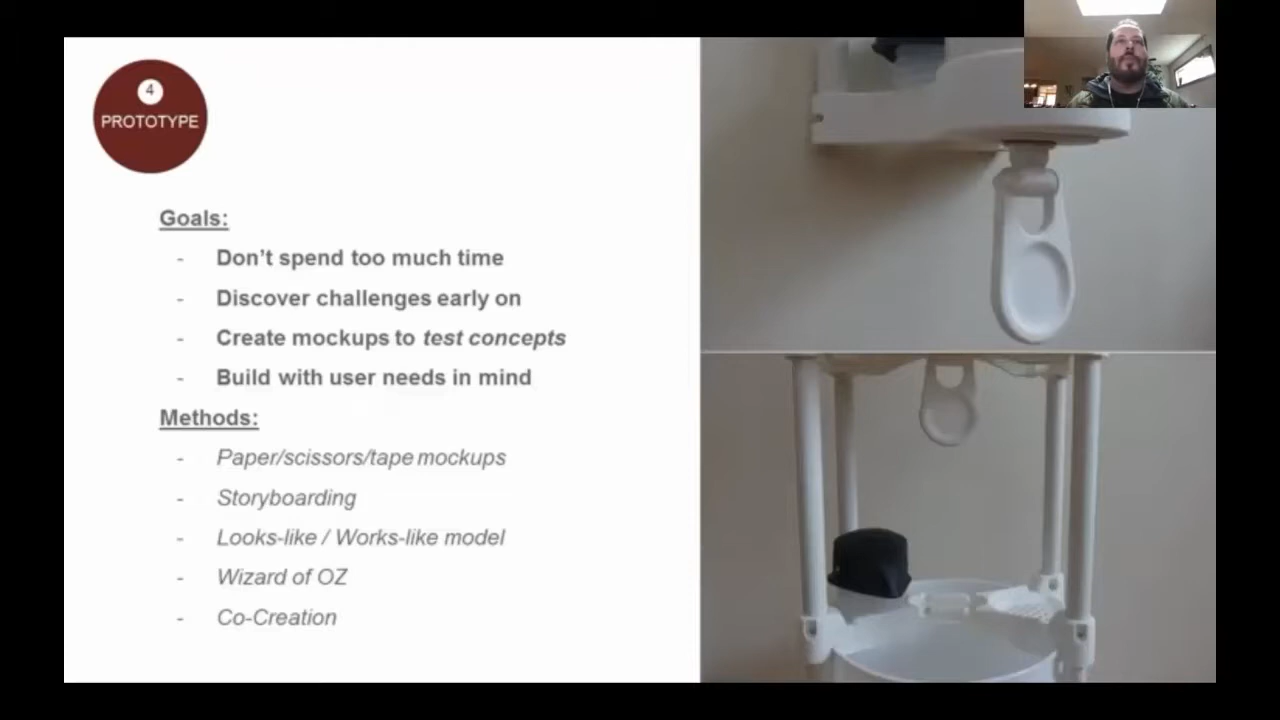 4
PROTOTYPE
Goals:
- Don't spend too much time
- Discover challenges early on
- Create mockups to test concepts
- Build with user needs in mind
Methods:
- Paper/scissors/tape mockups
- Storyboarding
- Looks-like / Works-like model
- Wizard of OZ
- Co-Creation